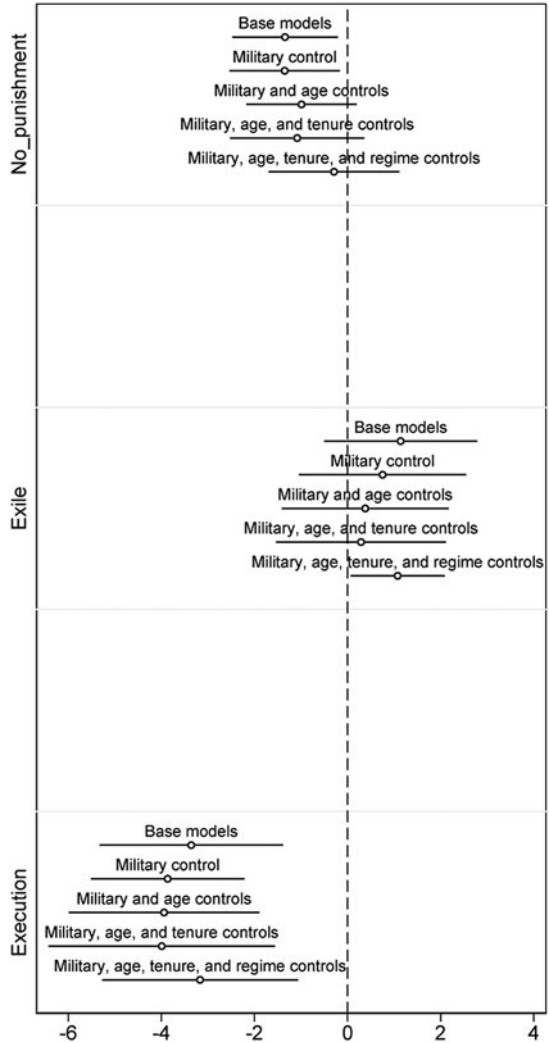 No_punishment
Base models
Military control
Military and age controls
Military, age, and tenure controls
Military, age, tenure, and regime controls
Exile
Base models
Military control
Military and age controls
Military, age, and tenure controls
Military, age, tenure, and regime controls
Execution
Base models
Military control
Military and age controls
Military, age, and tenure controls
Military, age, tenure, and regime controls
-6 -4 -2 0 2 4